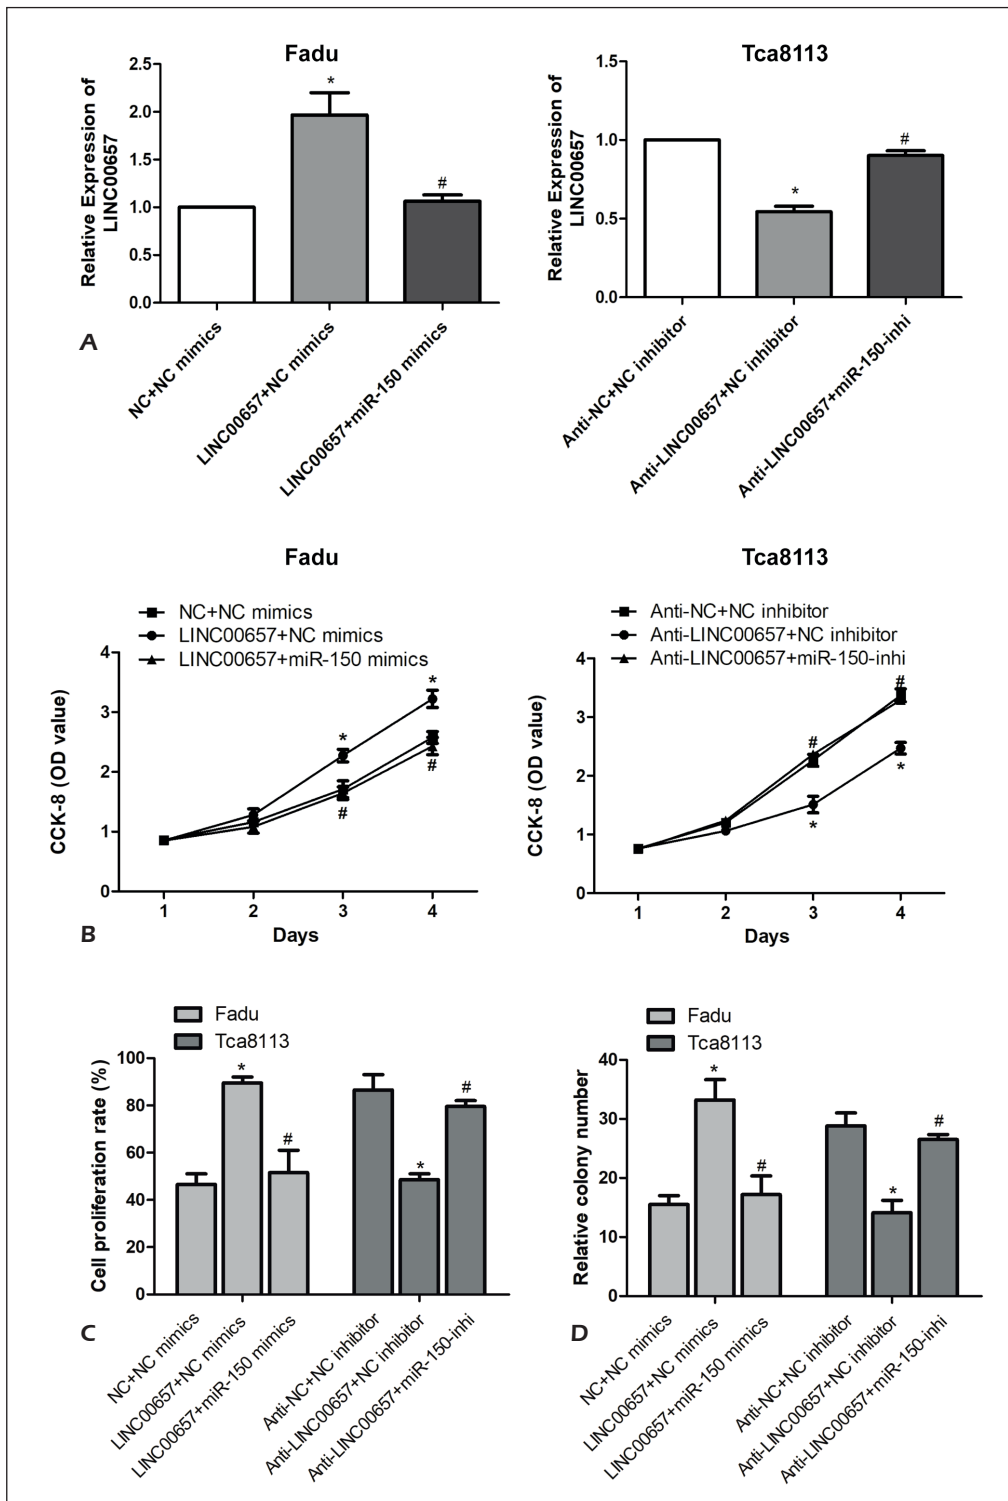 Fadu
Relative Expression of
LINC00657
2.5
2.0
1.5
1.0
0.5
0.0
*
#
NC+NC mimics
LINC00657+NC mimics
LINC00657+miR-150 mimics
Tca8113
Relative Expression of
LINC00657
1.5
1.0
0.5
0.0
*
#
Anti-NC+NC inhibitor
Anti-LINC00657+NC inhibitor
Anti-LINC00657+miR-150-inhi
A
Fadu
NC+NC mimics
LINC00657+NC mimics
LINC00657+miR-150 mimics
CCK-8 (OD value)
4
3
2
1
0
*
*
#
#
1 2 3 4
Days
Tca8113
Anti-NC+NC inhibitor
Anti-LINC00657+NC inhibitor
Anti-LINC00657+miR-150-inhi
CCK-8 (OD value)
4
3
2
1
0
#
#
*
*
1 2 3 4
Days
B
Fadu
Tca8113
Cell proliferation rate (%)
100
80
60
40
20
0
*
#
*
#
NC+NC mimics
LINC00657+NC mimics
LINC00657+miR-150 mimics
Anti-NC+NC inhibitor
Anti-LINC00657+NC inhibitor
Anti-LINC00657+miR-150-inhi
C
Fadu
Tca8113
Relative colony number
40
30
20
10
0
*
#
*
#
NC+NC mimics
LINC00657+NC mimics
LINC00657+miR-150 mimics
Anti-NC+NC inhibitor
Anti-LINC00657+NC inhibitor
Anti-LINC00657+miR-150-inhi
D